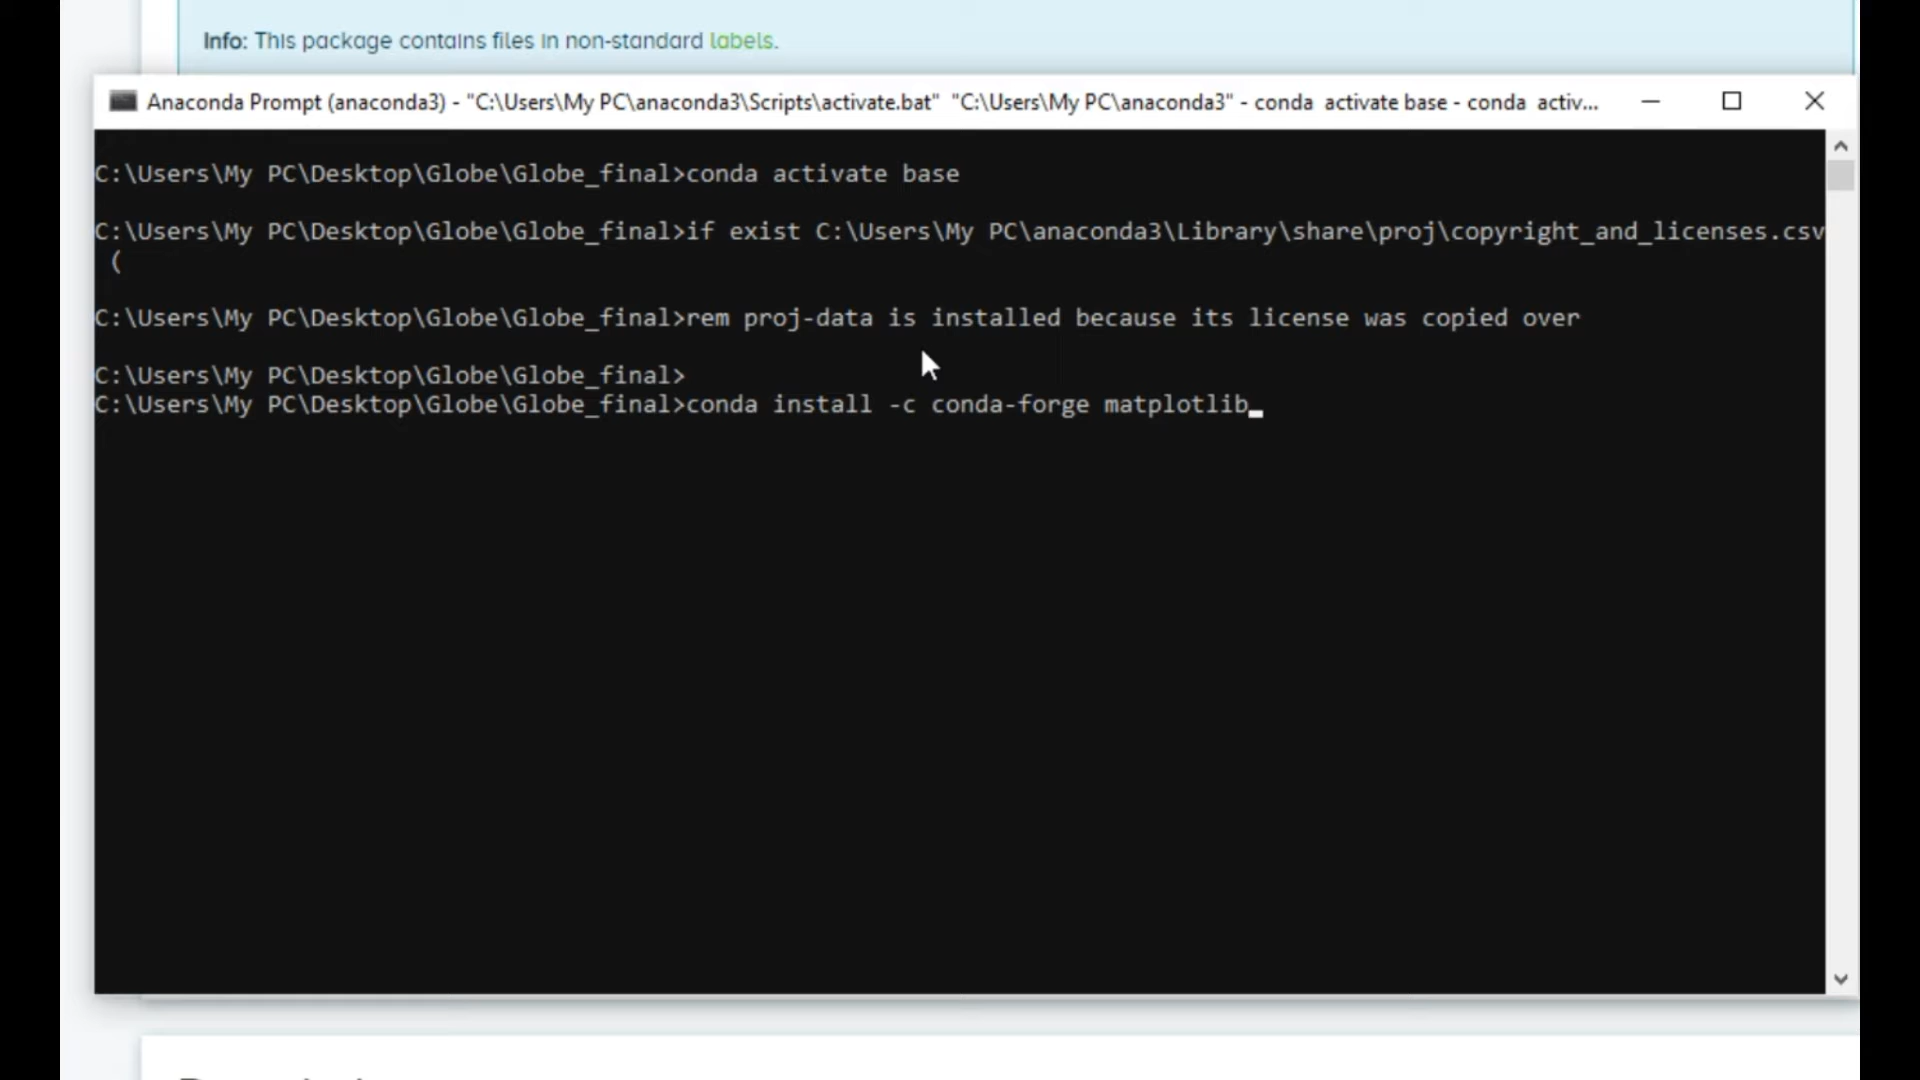 Info: This package contains files in non-standard labels.
Anaconda Prompt (anaconda3) - "C:\Users\My PC\anaconda3\Scripts\activate.bat" "C:\Users\My PC\anaconda3" - conda activate base - conda activ...
C:\Users\My PC\Desktop\Globe\Globe_final>conda activate base
C:\Users\My PC\Desktop\Globe\Globe_final>if exist C:\Users\My PC\anaconda3\Library\share\proj\copyright_and_licenses.csv
(
C:\Users\My PC\Desktop\Globe\Globe_final>rem proj-data is installed because its license was copied over
C:\Users\My PC\Desktop\Globe\Globe_final>
C:\Users\My PC\Desktop\Globe\Globe_final>conda install -c conda-forge matplotlib